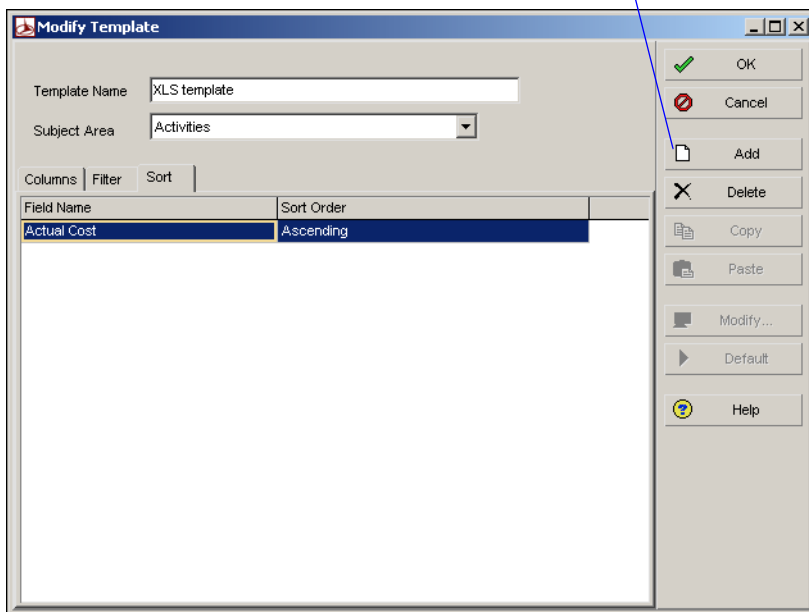 Modify Template
Template Name XLS template
Subject Area Activities
Columns Filter Sort
Field Name Sort Order
Actual Cost Ascending
OK
Cancel
Add
Delete
Copy
Paste
Modify...
Default
Help